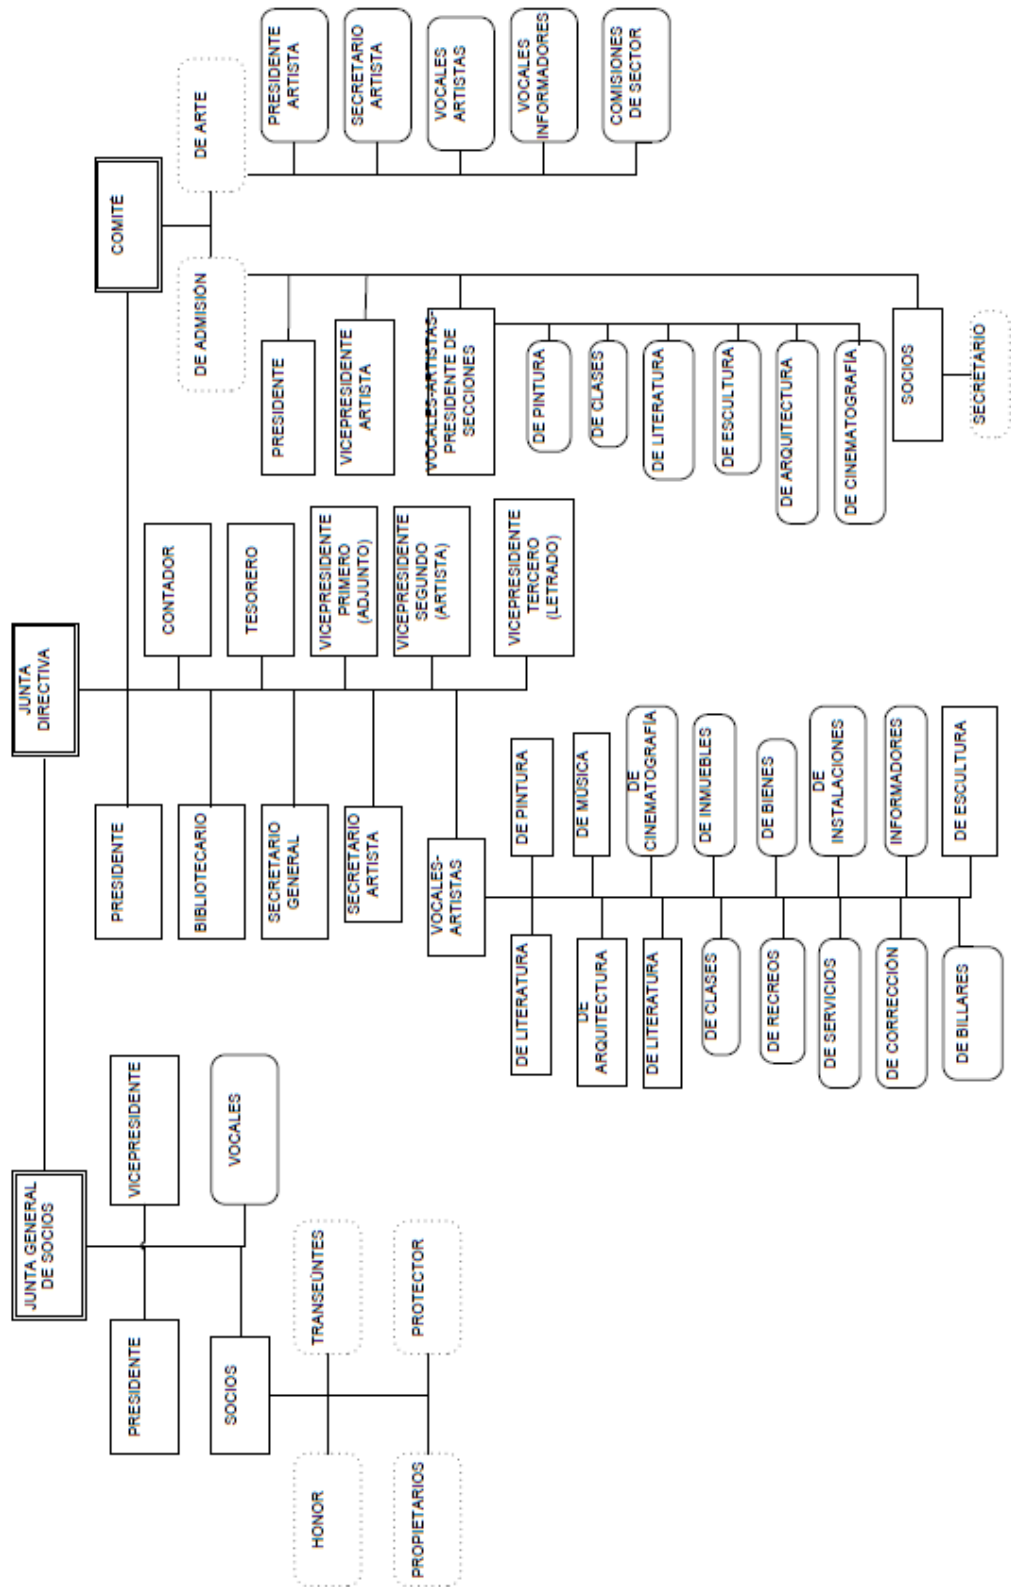 JUNTA GENERAL
DE SOCIOS
PRESIDENTE
VICEPRESIDENTE
SOCIOS
VOCALES
HONOR
TRANSEÚNTES
PROPIETARIOS
PROTECTOR
JUNTA
DIRECTIVA
PRESIDENTE
CONTADOR
BIBLIOTECARIO
TESORERO
SECRETARIO
GENERAL
VICEPRESIDENTE
PRIMERO
(ADJUNTO)
SECRETARIO
ARTISTA
VICEPRESIDENTE
SEGUNDO
(ARTISTA)
VOCALES-
ARTISTAS
VICEPRESIDENTE
TERCERO
(LETRADO)
DE LITERATURA
DE PINTURA
DE
ARQUITECTURA
DE MÚSICA
DE LITERATURA
DE
CINEMATOGRAFÍA
DE CLASES
DE INMUEBLES
DE RECREOS
DE BIENES
DE SERVICIOS
DE
INSTALACIONES
DE CORRECCIÓN
INFORMADORES
DE BILLARES
DE ESCULTURA
COMITÉ
DE ADMISIÓN
DE ARTE
PRESIDENTE
VICEPRESIDENTE
ARTISTA
VOCALES-ARTISTAS-
PRESIDENTE DE
SECCIONES
DE PINTURA
DE CLASES
DE LITERATURA
DE ESCULTURA
DE ARQUITECTURA
DE CINEMATOGRAFÍA
SOCIOS
SECRETARIO
PRESIDENTE
ARTISTA
SECRETARIO
ARTISTA
VOCALES
ARTISTAS
VOCALES
INFORMADORES
COMISIONES
DE SECTOR